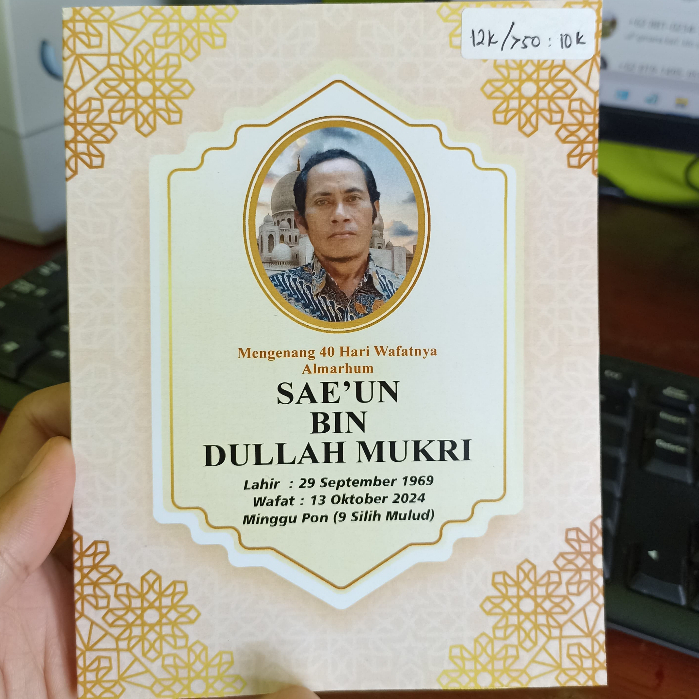 12k/>50 : 10k
Mengenang 40 Hari Wafatnya
Almarhum
SAE'UN
BIN
DULLAH MUKRI
Lahir : 29 September 1969
Wafat : 13 Oktober 2024
Minggu Pon (9 Silih Mulud)